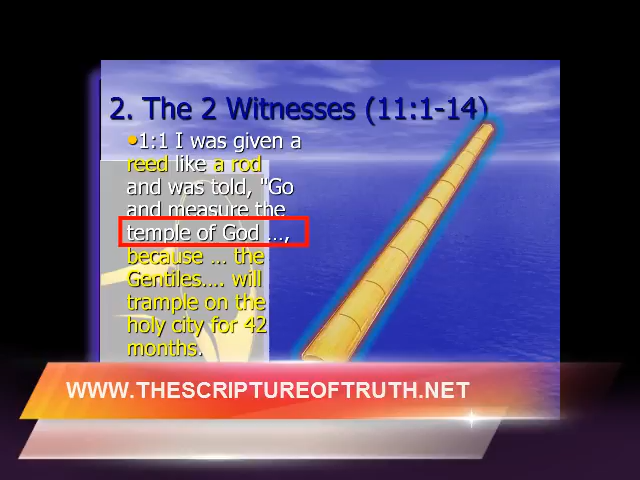 2. The 2 Witnesses (11:1-14)
•1:1 I was given a
reed like a rod
and was told, "Go
and measure the
temple of God …,
because … the
Gentiles…. will
trample on the
holy city for 42
months.
WWW.THESCRIPTUREOFTRUTH.NET